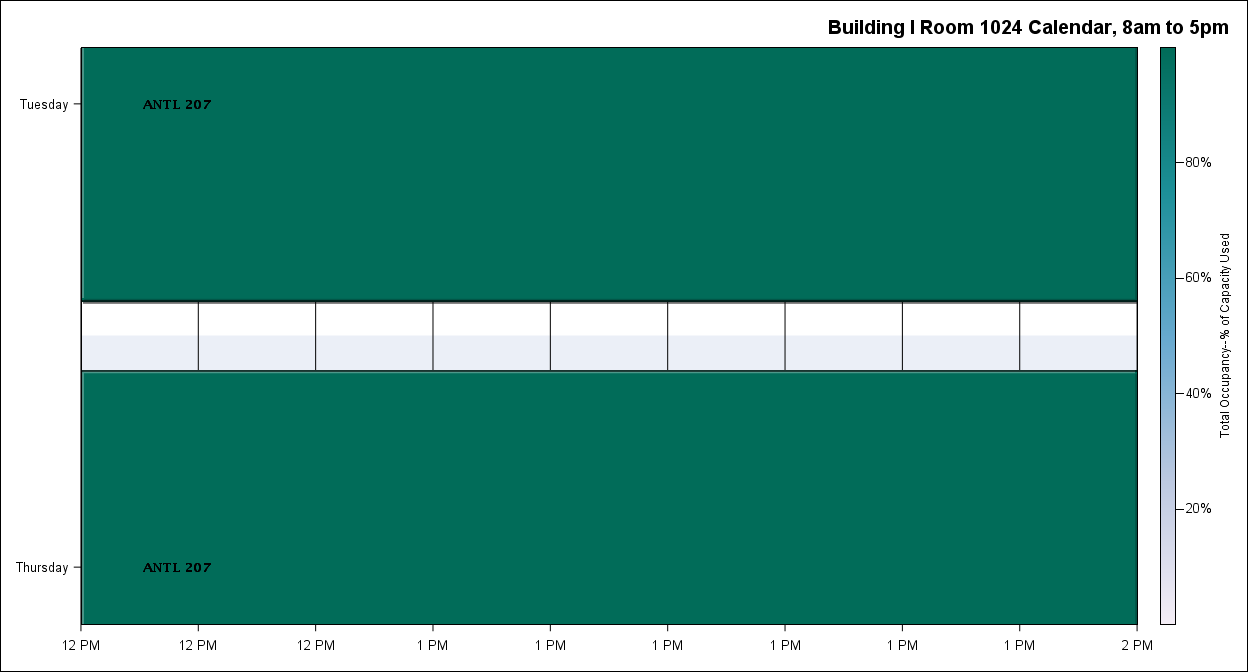 Building I Room 1024 Calendar, 8am to 5pm
Tuesday
ANTL 207
80%
60%
Total Occupancy--% of Capacity Used
40%
20%
Thursday
ANTL 207
12 PM 12 PM 12 PM 1 PM 1 PM 1 PM 1 PM 1 PM 1 PM 2 PM